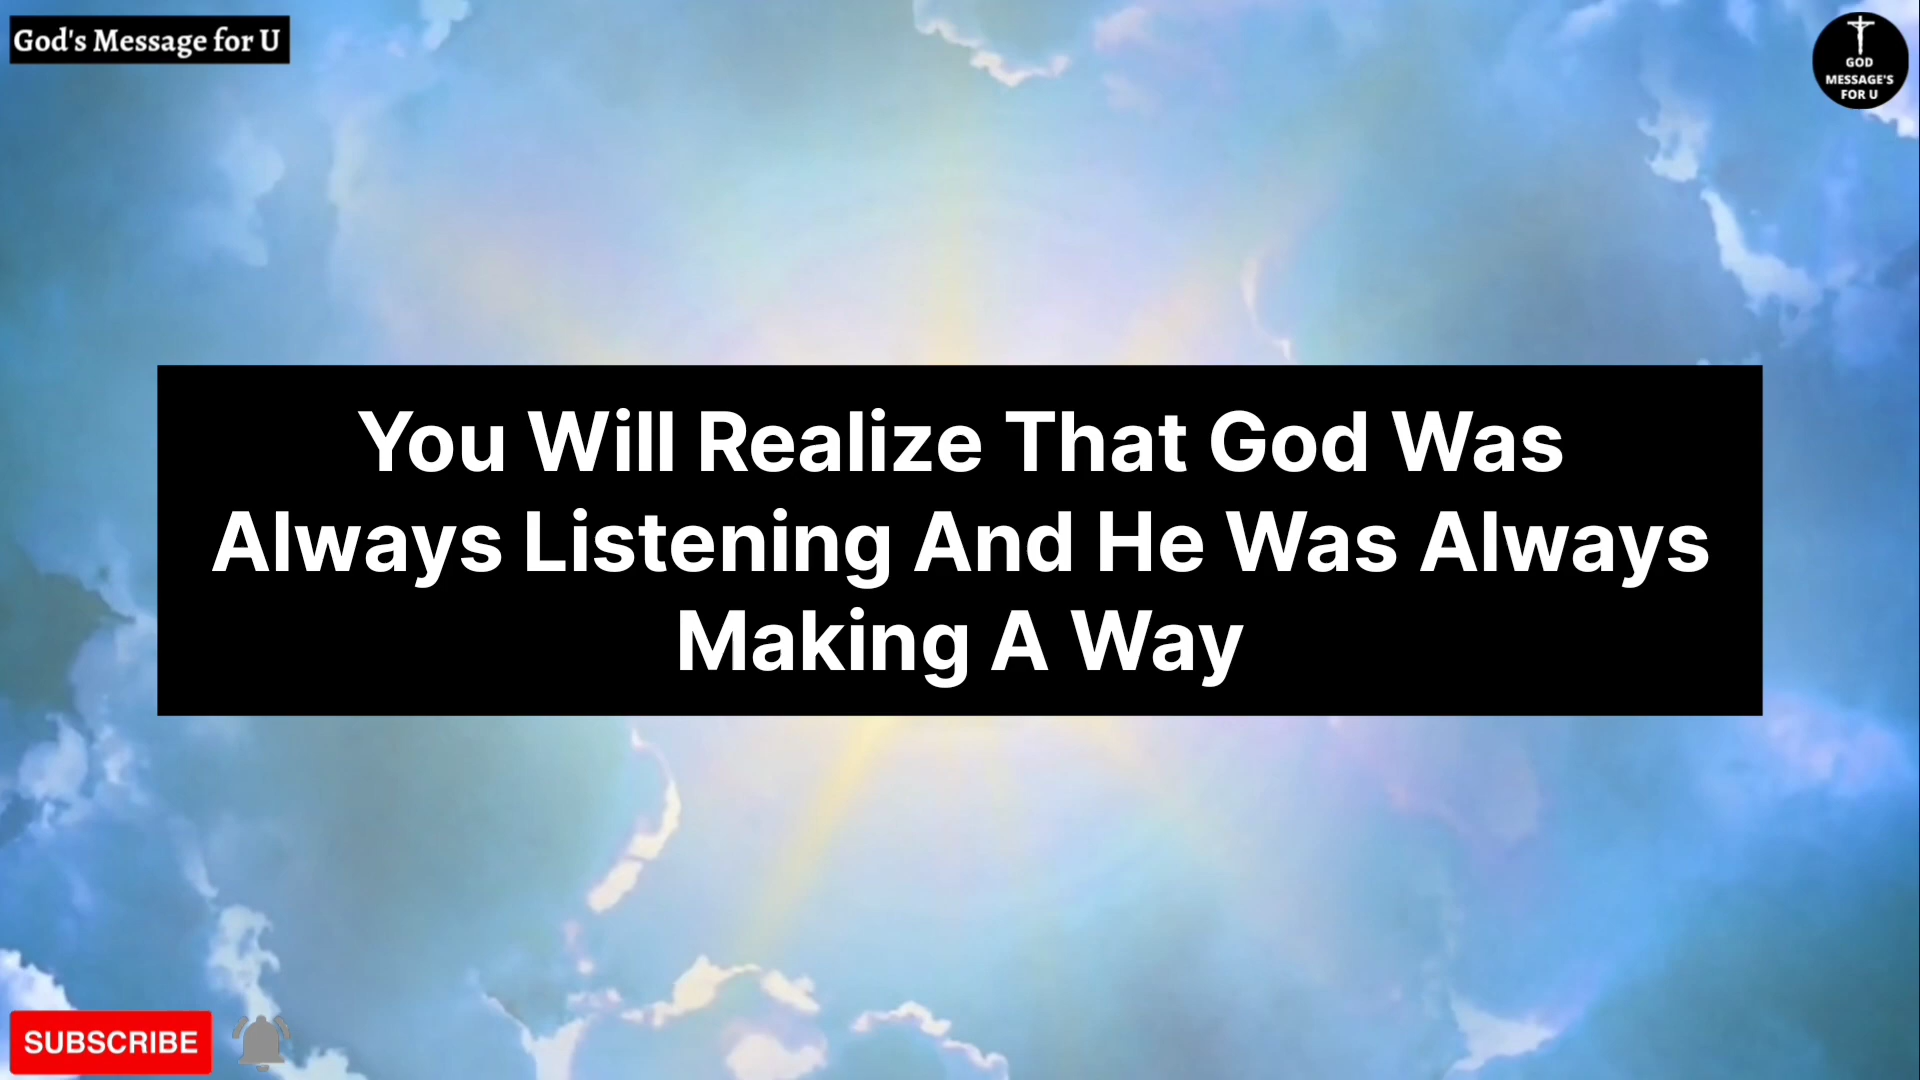 God's Message for U
GOD
MESSAGE'S
FOR U
You Will Realize That God Was
Always Listening And He Was Always
Making A Way
SUBSCRIBE